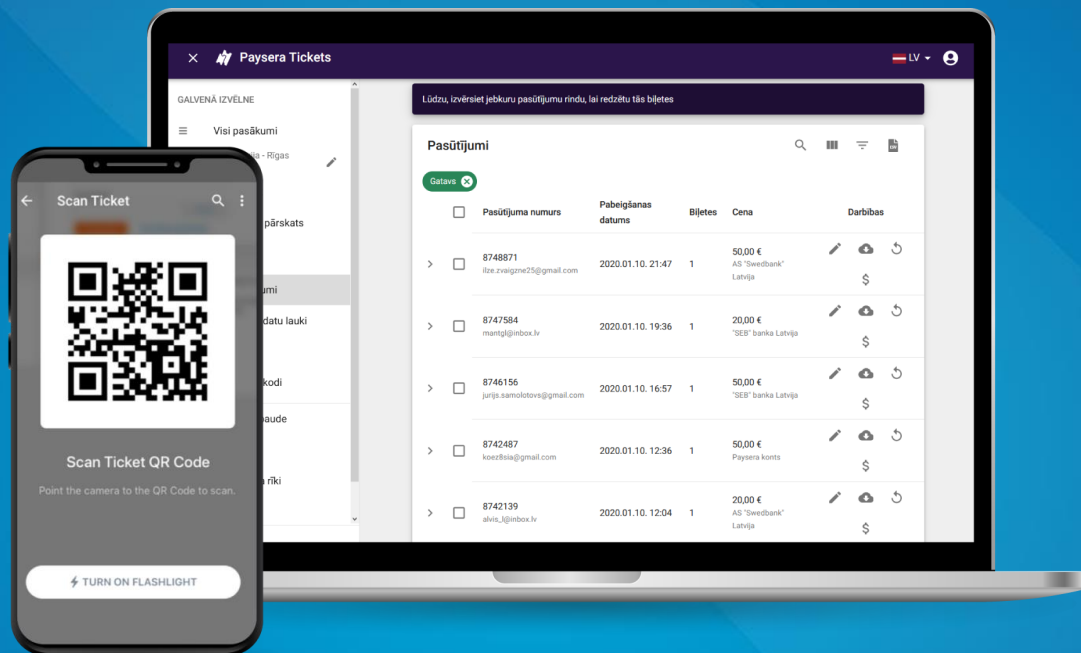 Paysera Tickets
LV
GALVENĀ IZVĒLNE
Visi pasākumi
- Rīgas
pārskats
datu lauki
kodi
rīki
Lūdzu, izvērsiet jebkuru pasūtījumu rindu, lai redzētu tās biļetes
Pasūtījumi
Gatavs
Pasūtījuma numurs
Pabeigšanas
datums
Biļetes
Cena
Darbības
8748871
ilze.zvaigzne25@gmail.com
2020.01.10. 21:47
1
50,00 €
AS "Swedbank"
Latvija
8747584
mantgl@inbox.lv
2020.01.10. 19:36
1
20,00 €
"SEB" banka Latvija
8746156
jurijs.samolotovs@gmail.com
2020.01.10. 16:57
1
50,00 €
"SEB" banka Latvija
8742487
koez8sia@gmail.com
2020.01.10. 12:36
1
50,00 €
Paysera konts
8742139
alvis_l@inbox.lv
2020.01.10. 12:04
1
20,00 €
AS "Swedbank"
Latvija
Scan Ticket
Scan Ticket QR Code
Point the camera to the QR Code to scan.
TURN ON FLASHLIGHT